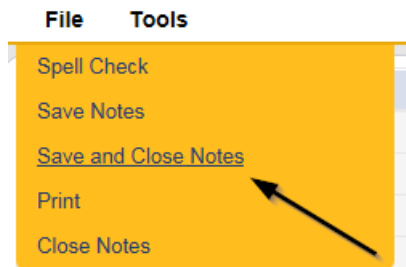 File Tools
Spell Check
Save Notes
Save and Close Notes
Print
Close Notes